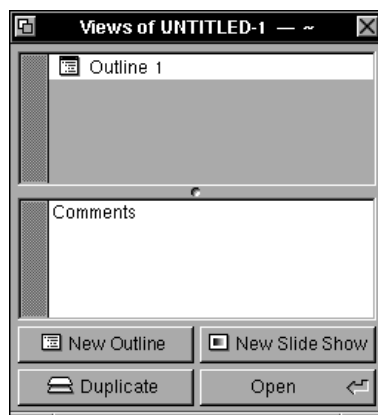 Views of UNTITLED-1 — ~
Outline 1
Comments
New Outline
New Slide Show
Duplicate
Open